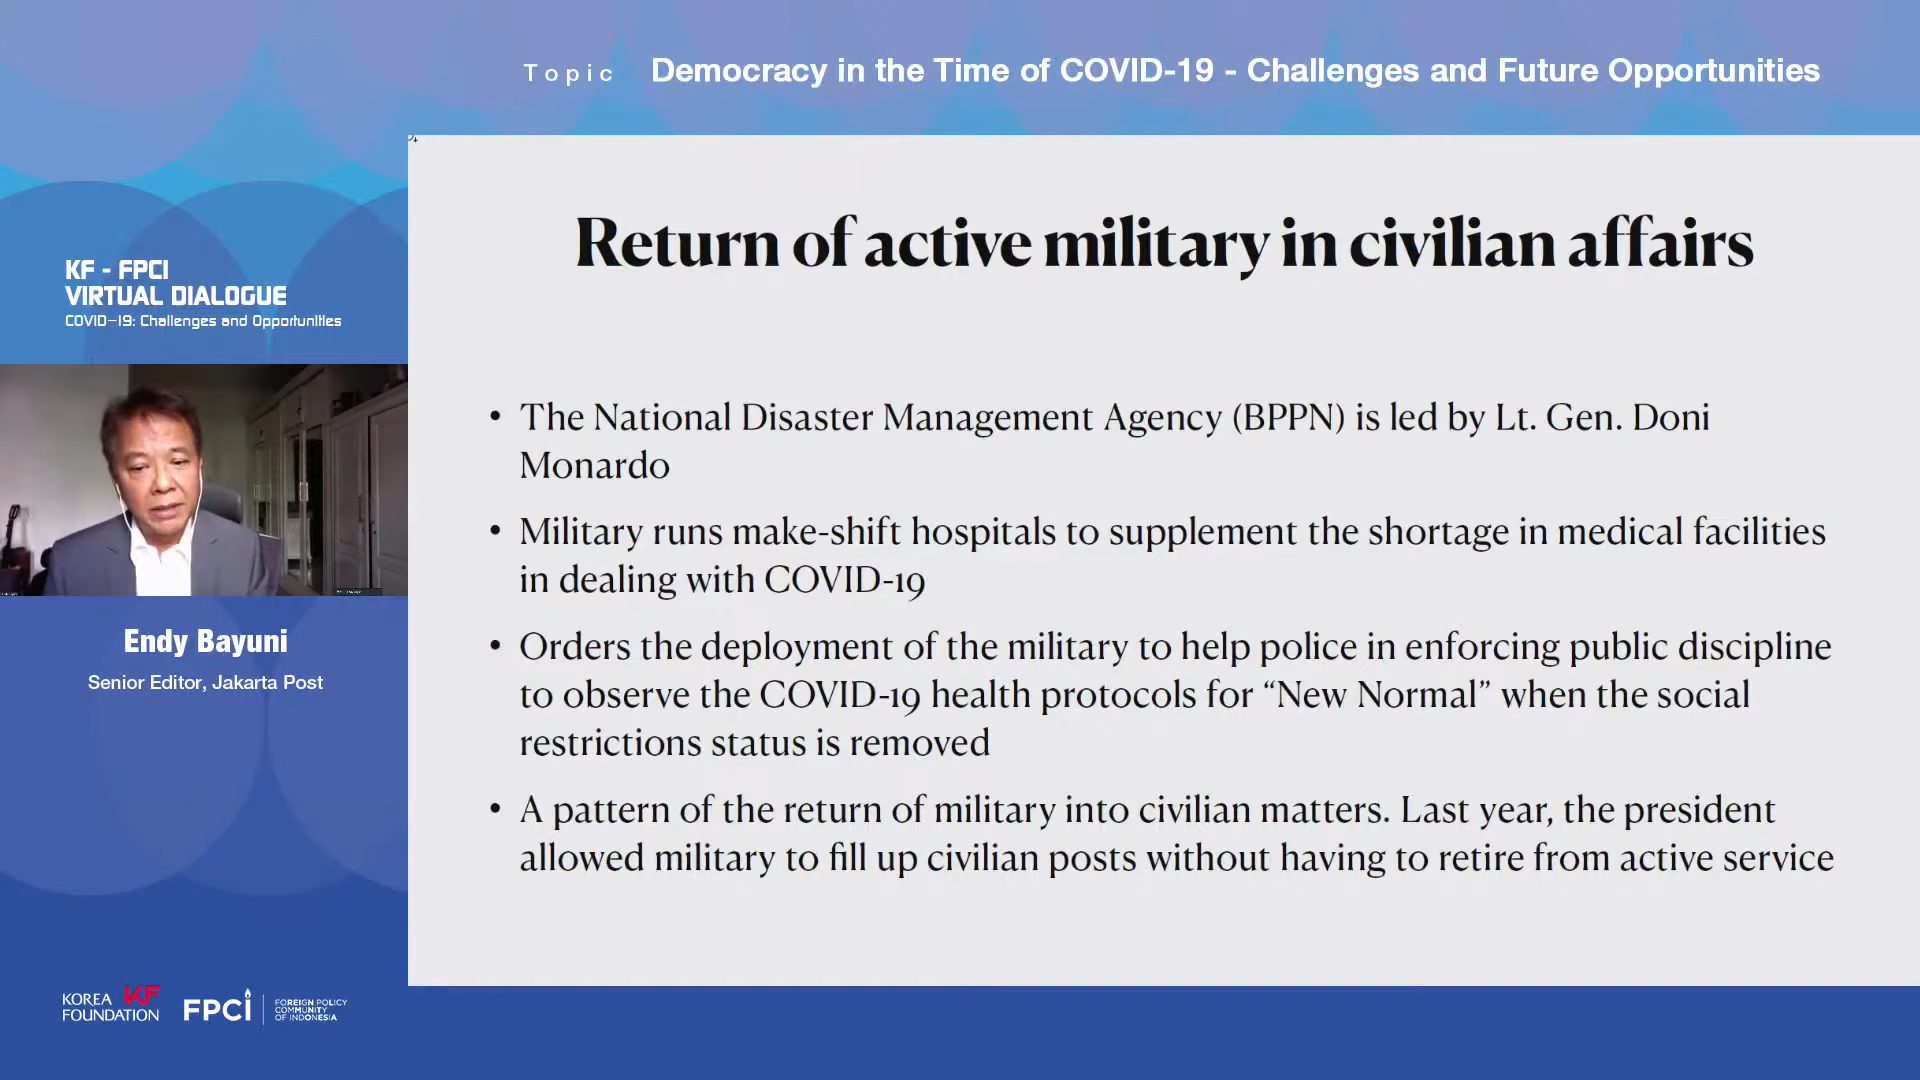 Topic Democracy in the Time of COVID-19 - Challenges and Future Opportunities
KF - FPCI
VIRTUAL DIALOGUE
COVID-19: Challenges and Opportunities
Return of active military in civilian affairs
• The National Disaster Management Agency (BPPN) is led by Lt. Gen. Doni
Monardo
• Military runs make-shift hospitals to supplement the shortage in medical facilities
in dealing with COVID-19
• Orders the deployment of the military to help police in enforcing public discipline
to observe the COVID-19 health protocols for “New Normal” when the social
restrictions status is removed
• A pattern of the return of military into civilian matters. Last year, the president
allowed military to fill up civilian posts without having to retire from active service
Endy Bayuni
Senior Editor, Jakarta Post
KOREA KF
FOUNDATION
FPCi
FOREIGN POLICY
COMMUNITY
OF INDONESIA